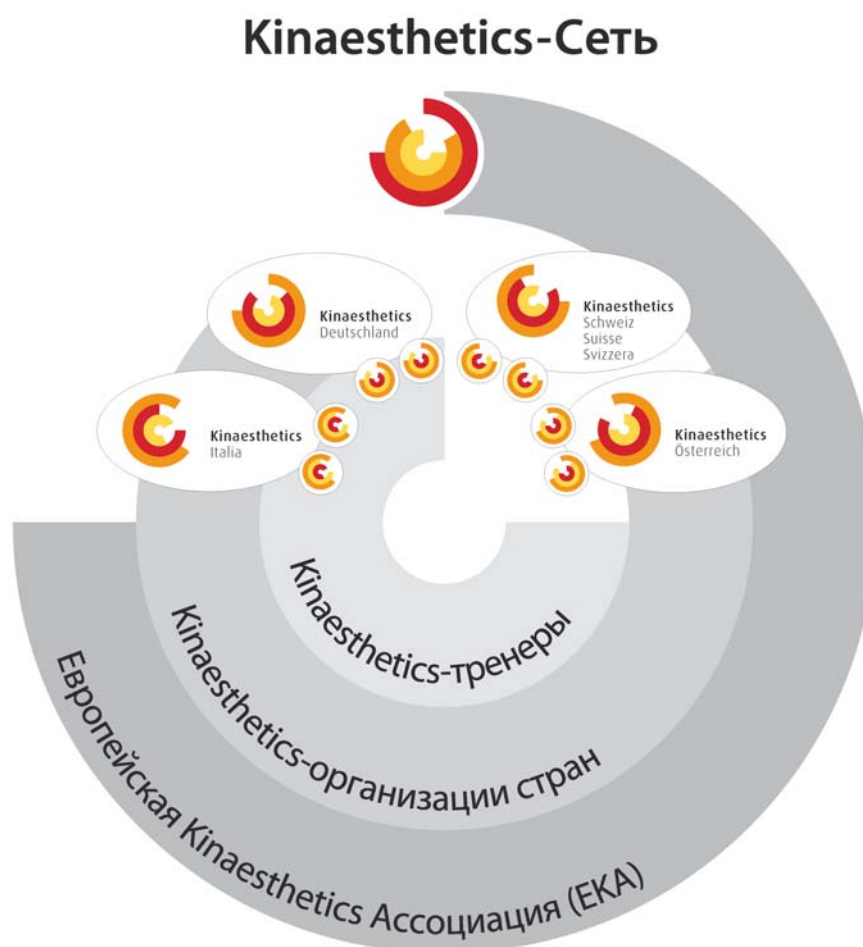 Kinaesthetics-Сеть
Kinaesthetics
Deutschland
Kinaesthetics
Schweiz
Suisse
Svizzera
Kinaesthetics
Italia
Kinaesthetics
Österreich
Kinaesthetics-тренеры
Kinaesthetics-организации стран
Европейская Kinaesthetics Ассоциация (ЕКА)